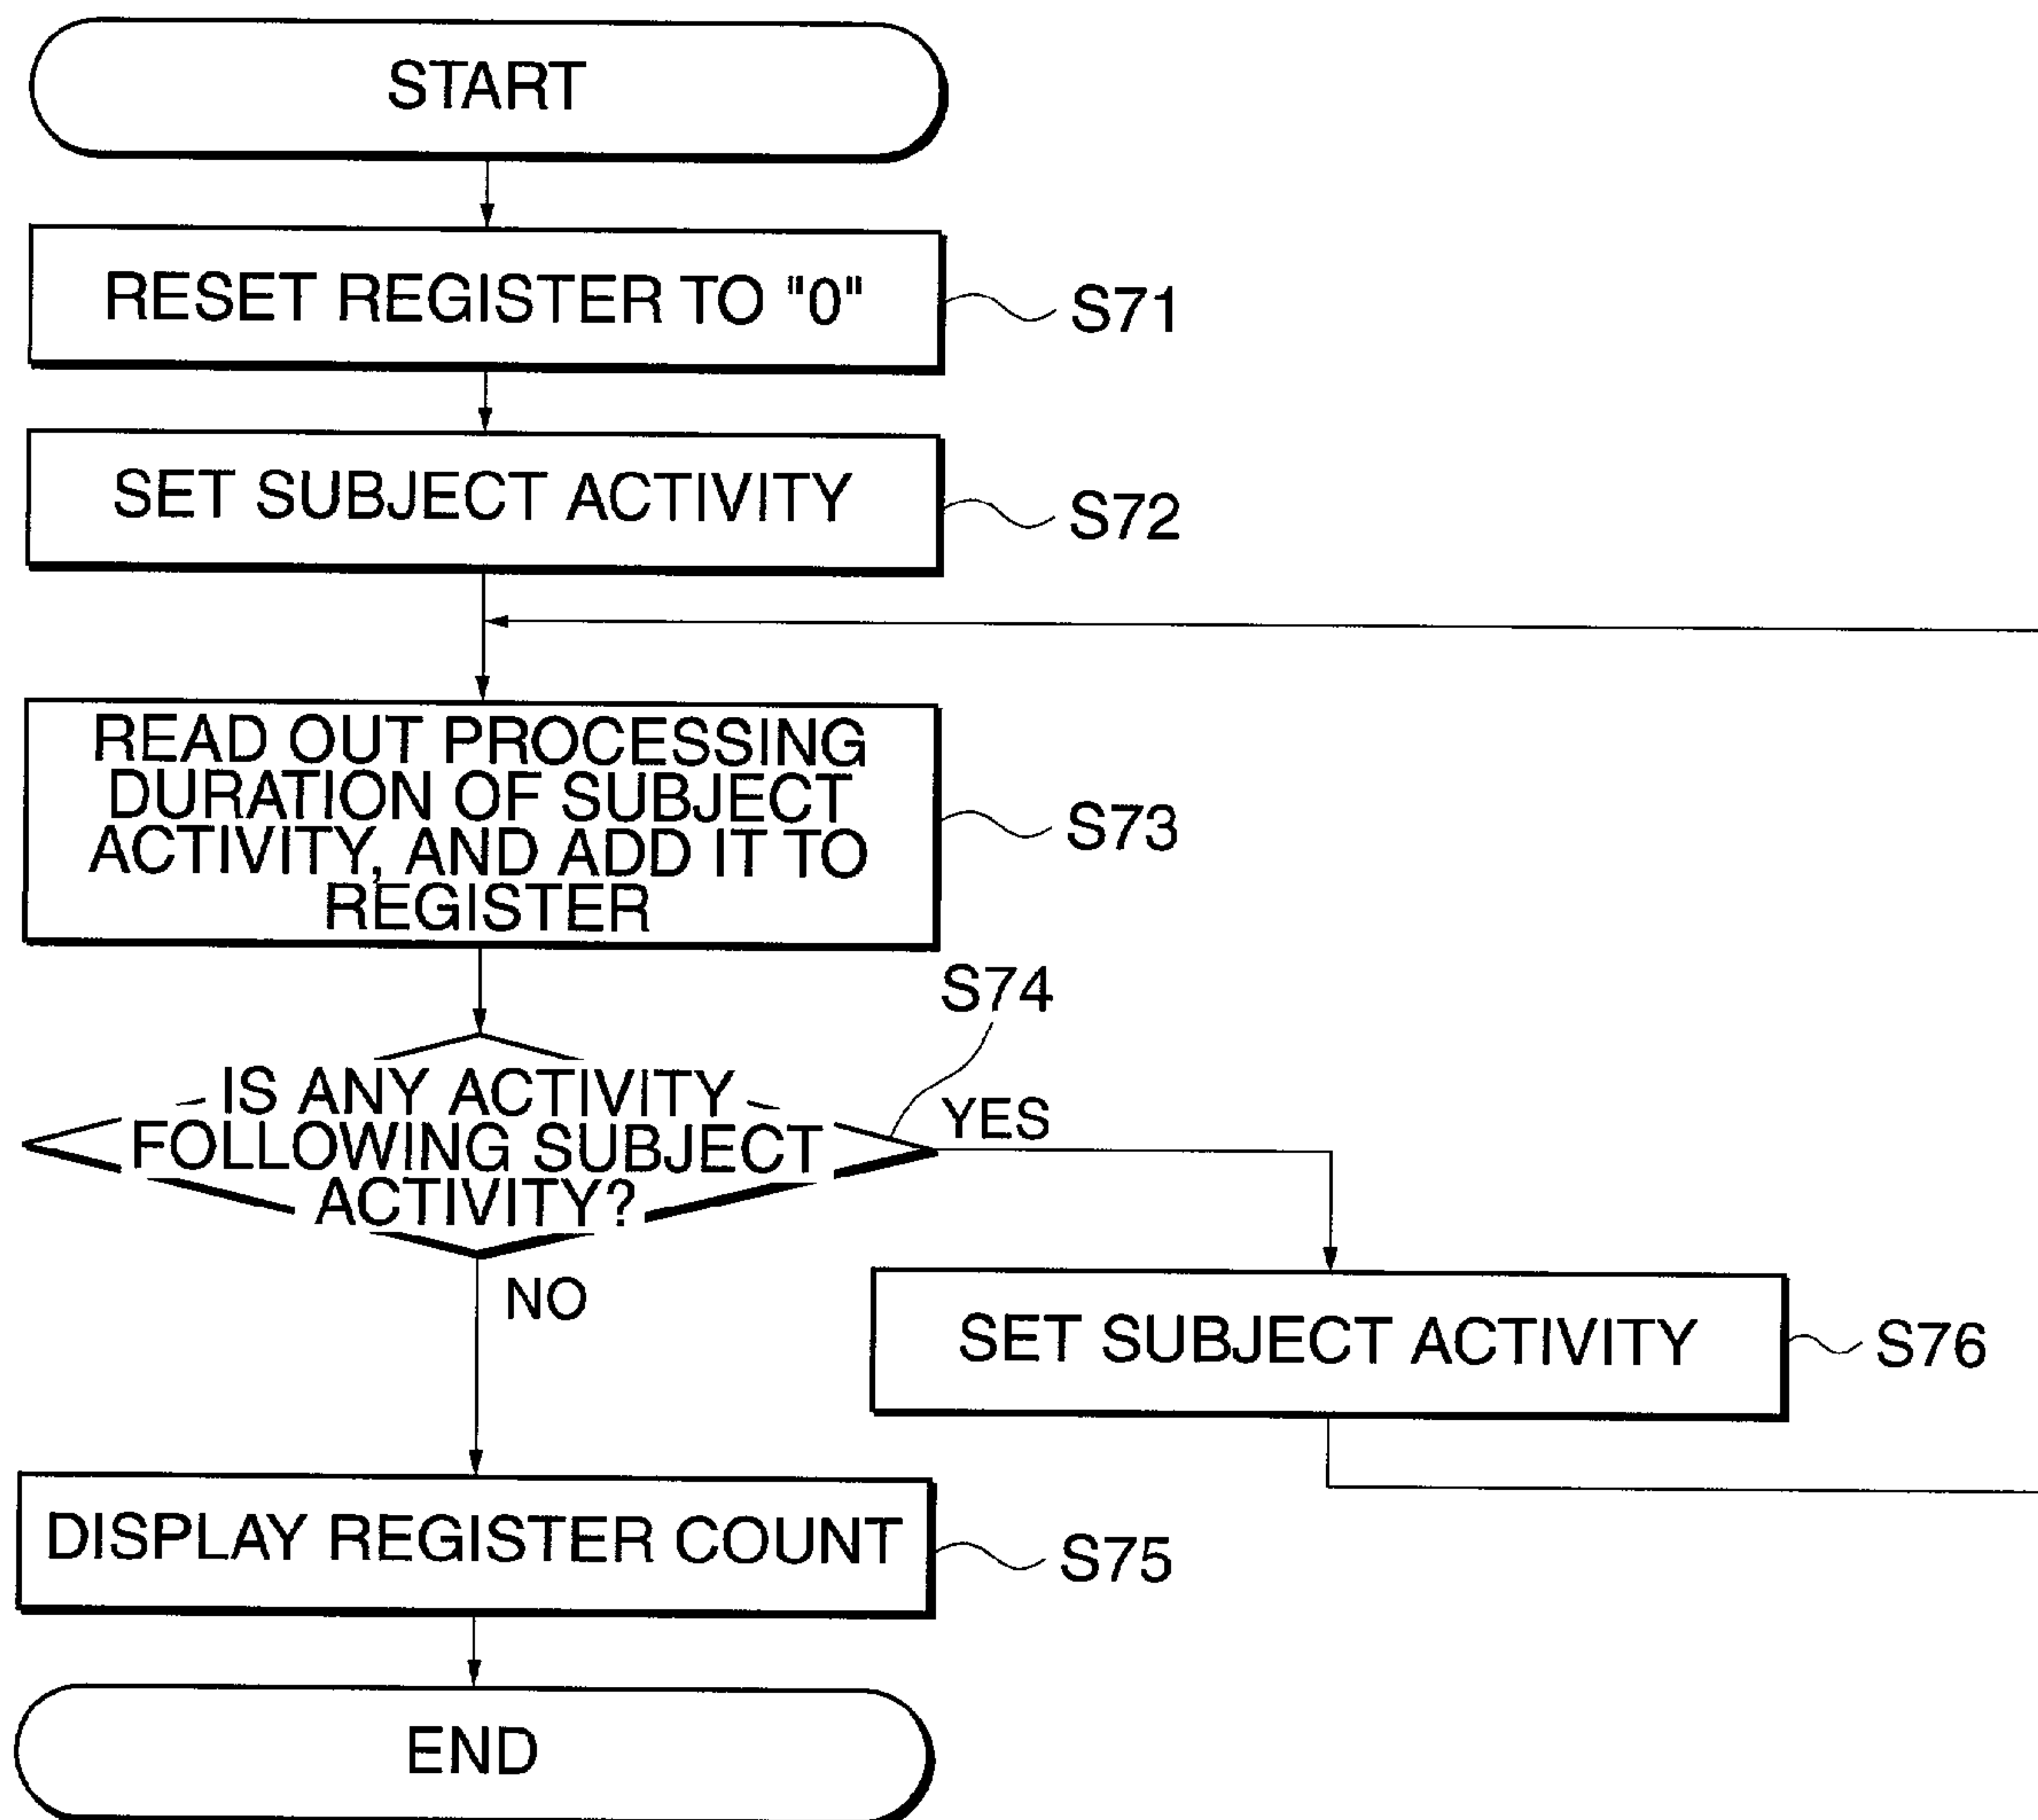 START
RESET REGISTER TO "0"
S71
SET SUBJECT ACTIVITY
S72
READ OUT PROCESSING
DURATION OF SUBJECT
ACTIVITY, AND ADD IT TO
REGISTER
S73
S74
IS ANY ACTIVITY
FOLLOWING SUBJECT
ACTIVITY?
YES
NO
SET SUBJECT ACTIVITY
S76
DISPLAY REGISTER COUNT
S75
END